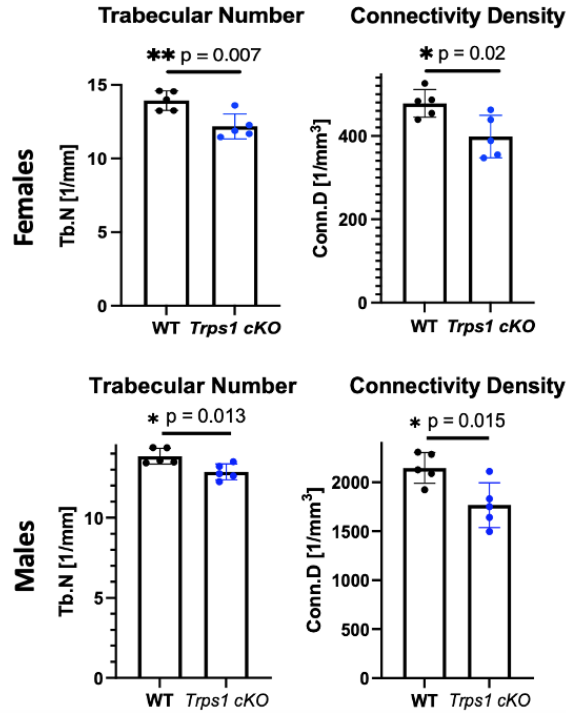 Trabecular Number
** p = 0.007
15
10
5
0
Tb.N [1/mm]
WT Trps1 cKO
Connectivity Density
* p = 0.02
400
200
0
Conn.D [1/mm³]
WT Trps1 cKO
Females
Trabecular Number
* p = 0.013
10
5
0
Tb.N [1/mm]
WT Trps1 cKO
Connectivity Density
* p = 0.015
2000
1500
1000
500
0
Conn.D [1/mm³]
WT Trps1 cKO
Males